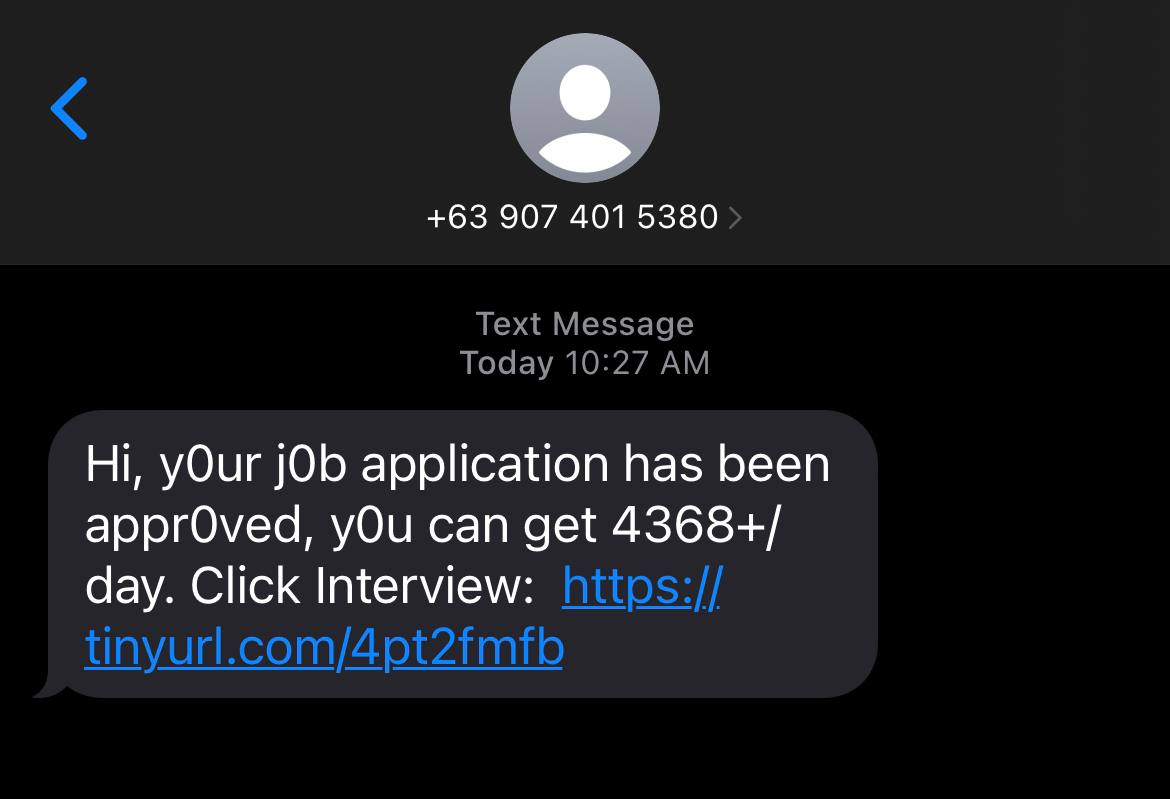 +63 907 401 5380
Text Message
Today 10:27 AM
Hi, y0ur j0b application has been
appr0ved, y0u can get 4368+/
day. Click Interview:  https://
tinyurl.com/4pt2fmfb